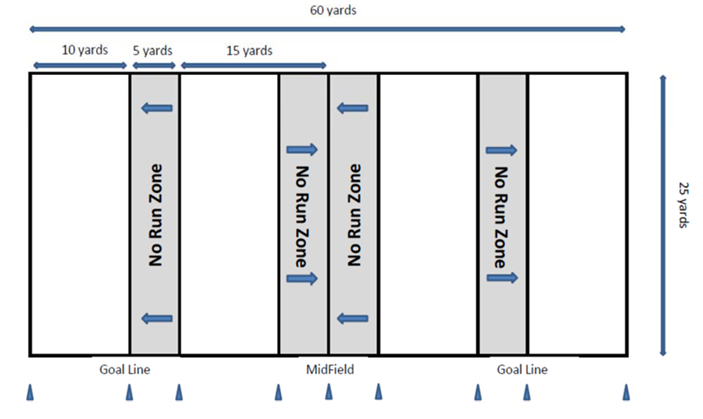 60 yards
10 yards
5 yards
15 yards
No Run Zone
No Run Zone
No Run Zone
No Run Zone
25 yards
Goal Line
MidField
Goal Line